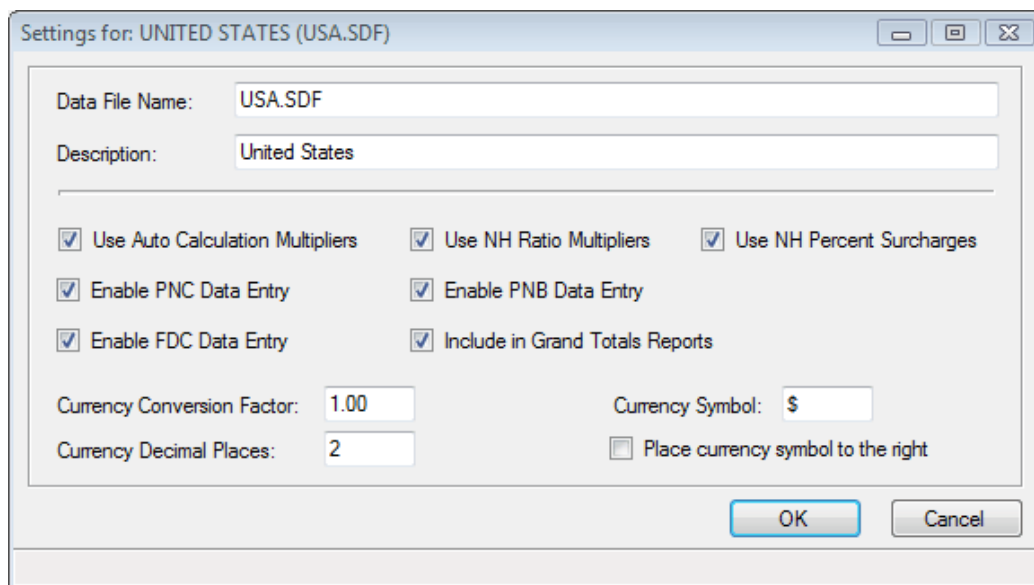 Settings for: UNITED STATES (USA.SDF)
Data File Name: USA.SDF
Description: United States
Use Auto Calculation Multipliers Use NH Ratio Multipliers Use NH Percent Surcharges
Enable PNC Data Entry Enable PNB Data Entry
Enable FDC Data Entry Include in Grand Totals Reports
Currency Conversion Factor: 1.00 Currency Symbol: $
Currency Decimal Places: 2 Place currency symbol to the right
OK Cancel